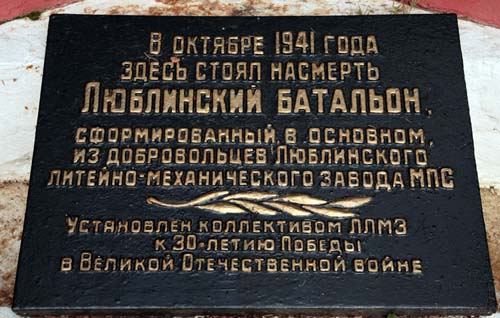 В ОКТЯБРЕ 1941 ГОДА
ЗДЕСЬ СТОЯЛ НАСМЕРТЬ
ЛЮБЛИНСКИЙ БАТАЛЬОН,
СФОРМИРОВАННЫЙ, В ОСНОВНОМ,
ИЗ ДОБРОВОЛЬЦЕВ ЛЮБЛИНСКОГО
ЛИТЕЙНО-МЕХАНИЧЕСКОГО ЗАВОДА МПС
УСТАНОВЛЕН КОЛЛЕКТИВОМ ЛЛМЗ
К 30-ЛЕТИЮ ПОБЕДЫ
В ВЕЛИКОЙ ОТЕЧЕСТВЕННОЙ ВОЙНЕ